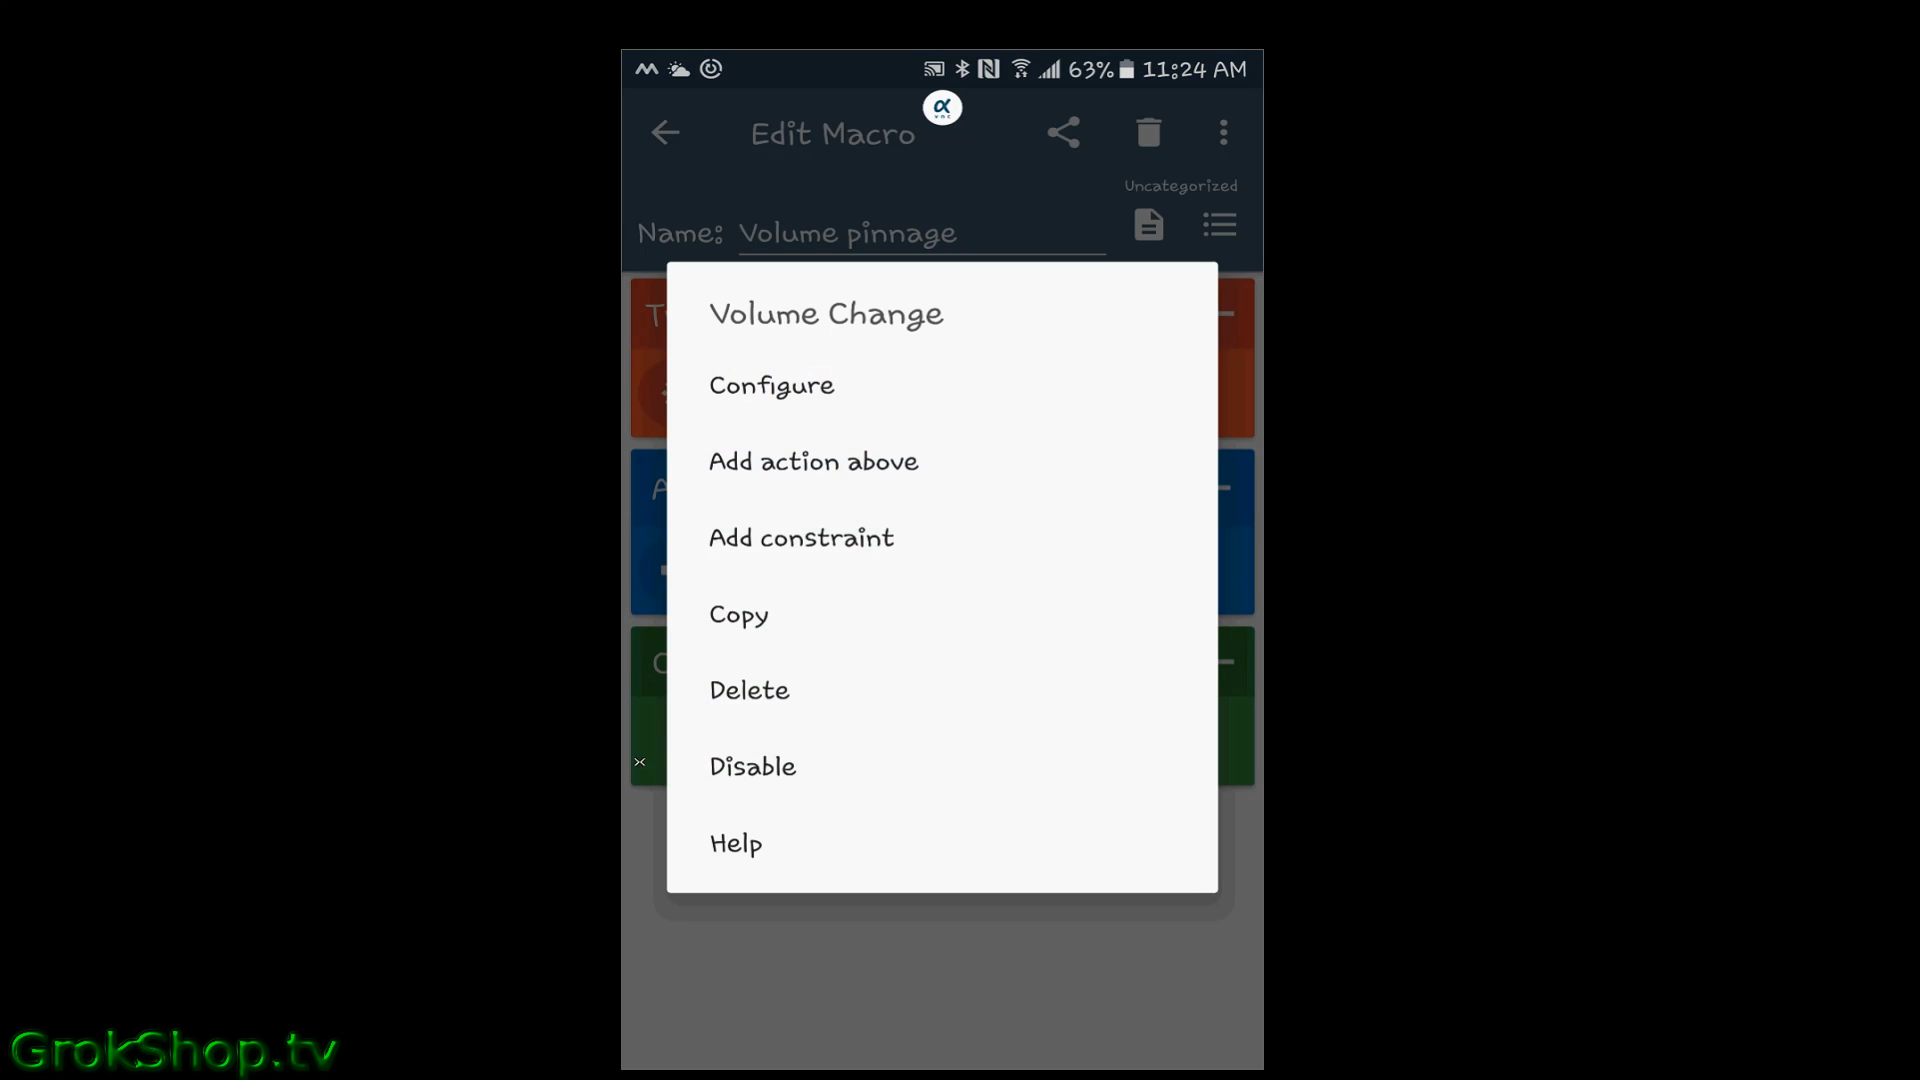 63% 11:24 AM
α
vnc
Edit Macro
Uncategorized
Name: Volume pinnage
Volume Change
Configure
Add action above
Add constraint
Copy
Delete
Disable
Help
GrokShop.tv